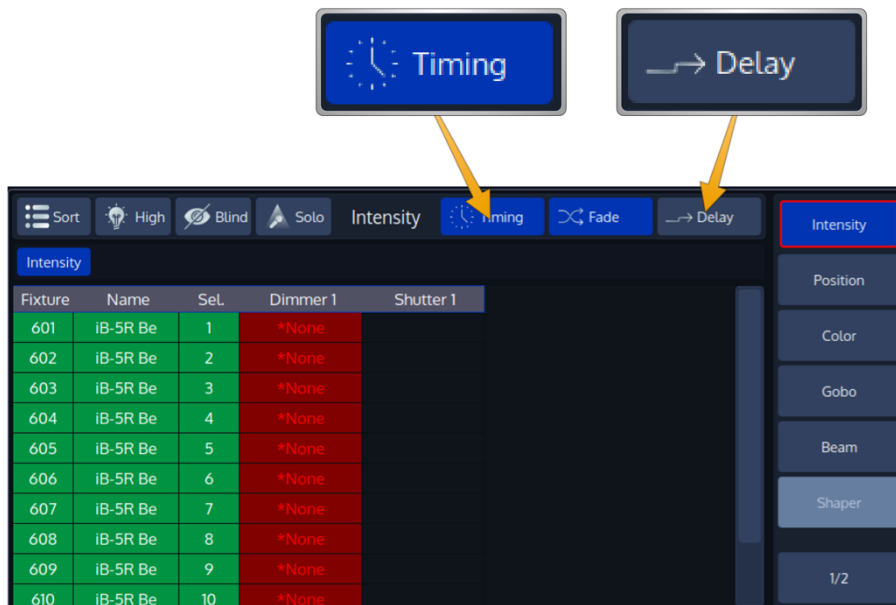 Timing
Delay
Sort High Blind Solo Intensity Timing Fade Delay
Intensity
Fixture Name Sel. Dimmer 1 Shutter 1
601 iB-5R Be 1 *None
602 iB-5R Be 2 *None
603 iB-5R Be 3 *None
604 iB-5R Be 4 *None
605 iB-5R Be 5 *None
606 iB-5R Be 6 *None
607 iB-5R Be 7 *None
608 iB-5R Be 8 *None
609 iB-5R Be 9 *None
610 iB-5R Be 10 *None
Intensity
Position
Color
Gobo
Beam
Shaper
1/2